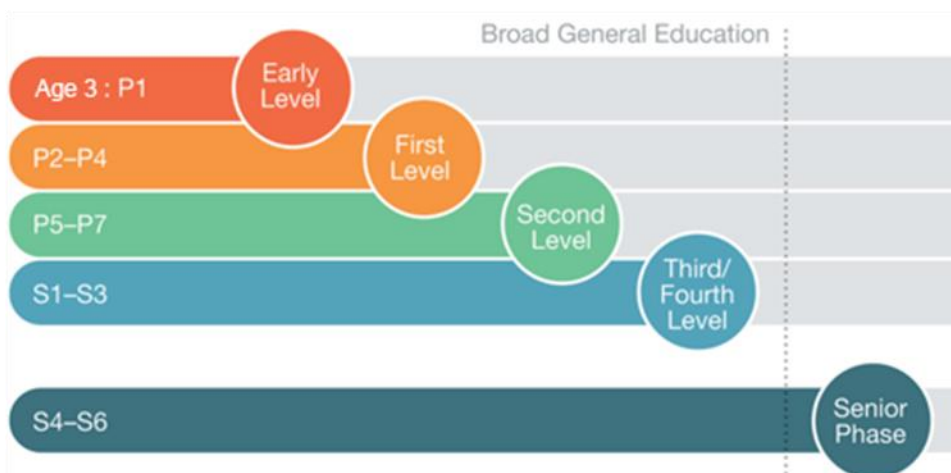 Broad General Education
Age 3 : P1
Early
Level
P2–P4
First
Level
P5–P7
Second
Level
S1–S3
Third/
Fourth
Level
S4–S6
Senior
Phase